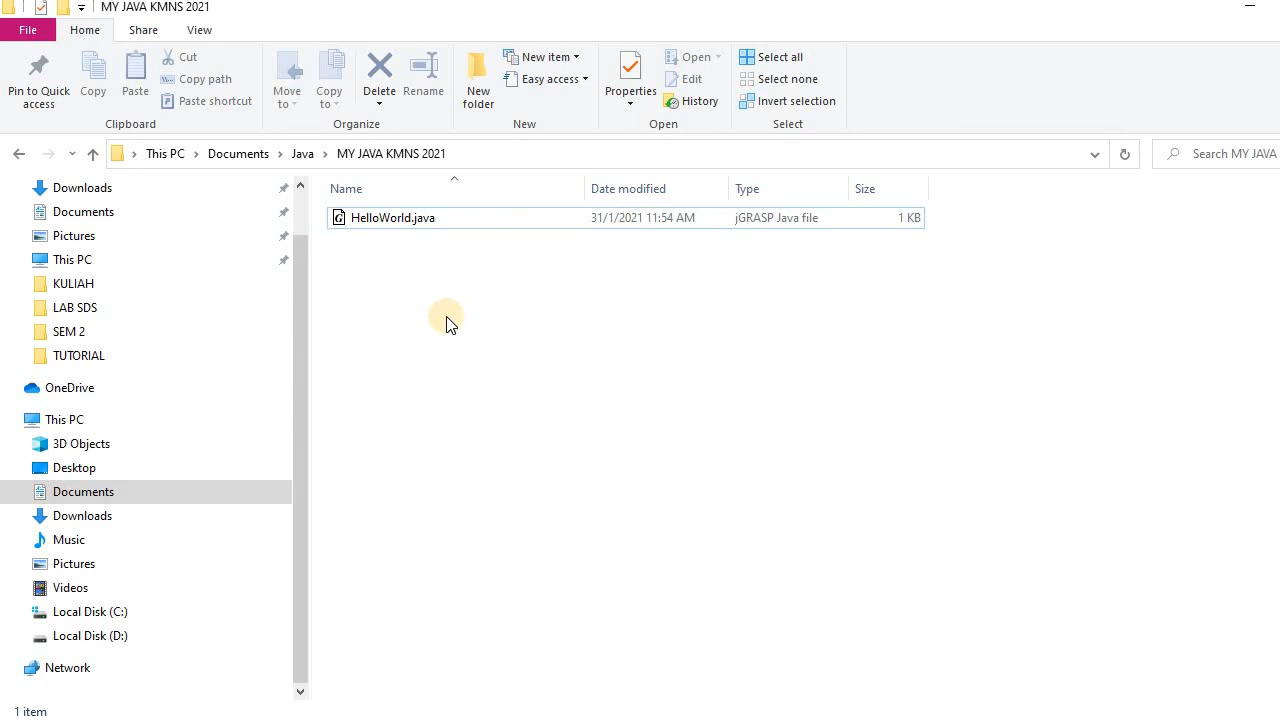 MY JAVA KMNS 2021
File Home Share View
Pin to Quick access
Copy
Paste
Cut
Copy path
Paste shortcut
Clipboard
Move to
Copy to
Delete
Rename
Organize
New folder
New item
Easy access
New
Properties
Open
Edit
History
Open
Select all
Select none
Invert selection
Select
This PC › Documents › Java › MY JAVA KMNS 2021
Search MY JAVA
Downloads
Documents
Pictures
This PC
KULIAH
LAB SDS
SEM 2
TUTORIAL
OneDrive
This PC
3D Objects
Desktop
Documents
Downloads
Music
Pictures
Videos
Local Disk (C:)
Local Disk (D:)
Network
Name Date modified Type Size
HelloWorld.java 31/1/2021 11:54 AM jGRASP Java file 1 KB
1 item